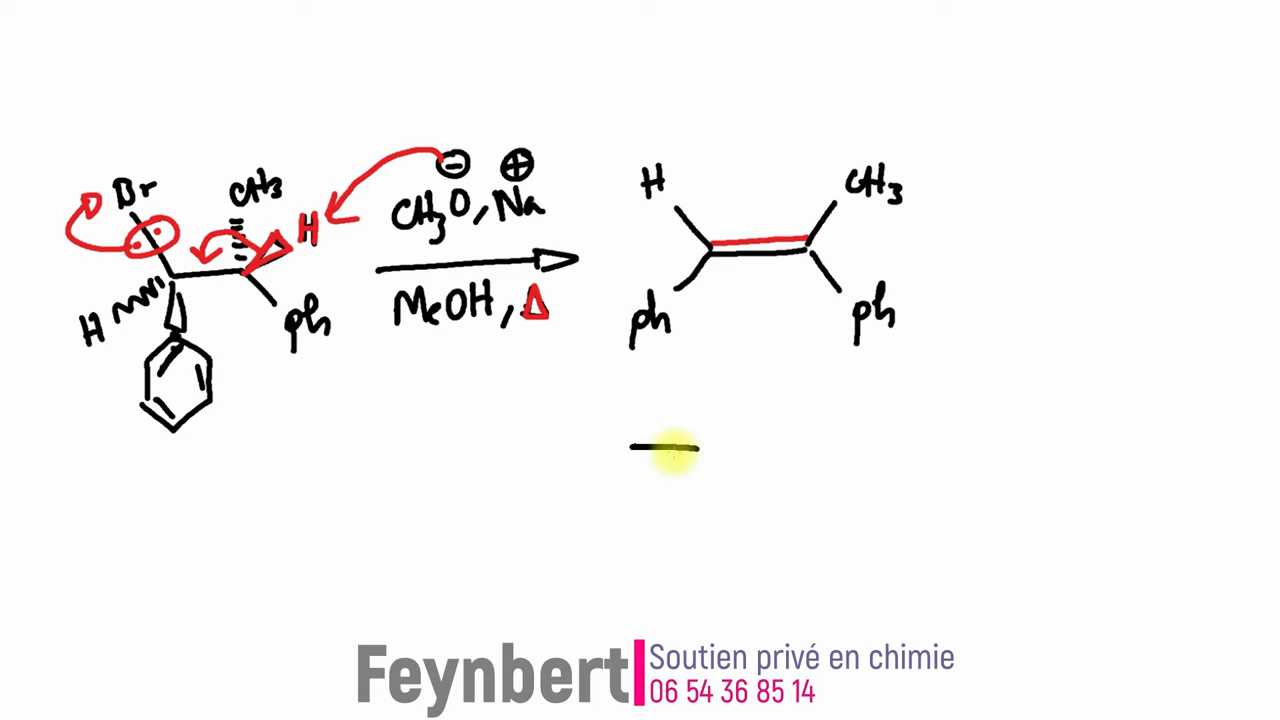 Br CH3 H
H Ph
⊖ ⊕
CH3O, Na
MeOH, Δ
H CH3
Ph Ph
Feynbert
Soutien privé en chimie
06 54 36 85 14